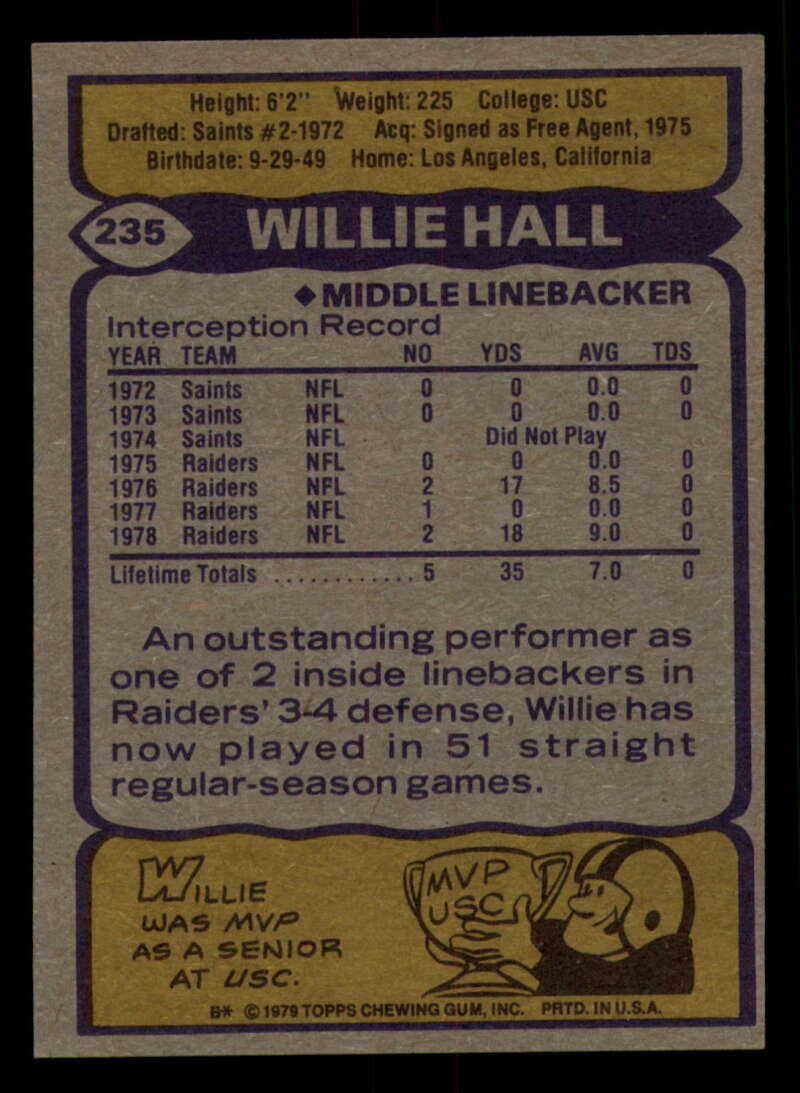 Height: 6'2" Weight: 225 College: USC
Drafted: Saints #2-1972 Acq: Signed as Free Agent, 1975
Birthdate: 9-29-49 Home: Los Angeles, California
235 WILLIE HALL
◆ MIDDLE LINEBACKER
Interception Record
YEAR TEAM NO YDS AVG TDS
1972 Saints NFL 0 0 0.0 0
1973 Saints NFL 0 0 0.0 0
1974 Saints NFL Did Not Play
1975 Raiders NFL 0 0 0.0 0
1976 Raiders NFL 2 17 8.5 0
1977 Raiders NFL 1 0 0.0 0
1978 Raiders NFL 2 18 9.0 0
Lifetime Totals ............ 5 35 7.0 0
An outstanding performer as
one of 2 inside linebackers in
Raiders' 3-4 defense, Willie has
now played in 51 straight
regular-season games.
WILLIE
WAS MVP
AS A SENIOR
AT USC.
MVP
USC
B* © 1979 TOPPS CHEWING GUM, INC. PRTD. IN U.S.A.